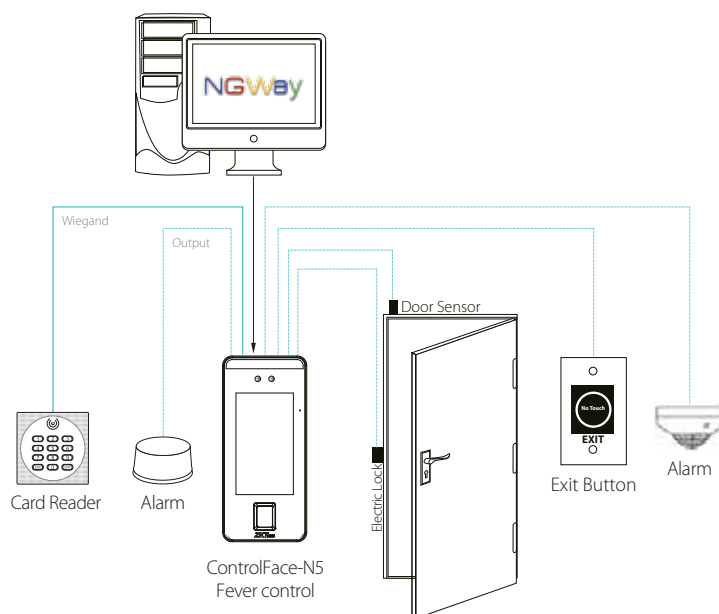 NGWay
Wiegand
Output
Door Sensor
No Touch
EXIT
Electric Lock
Card Reader
Alarm
ControlFace-N5
Fever control
Exit Button
Alarm